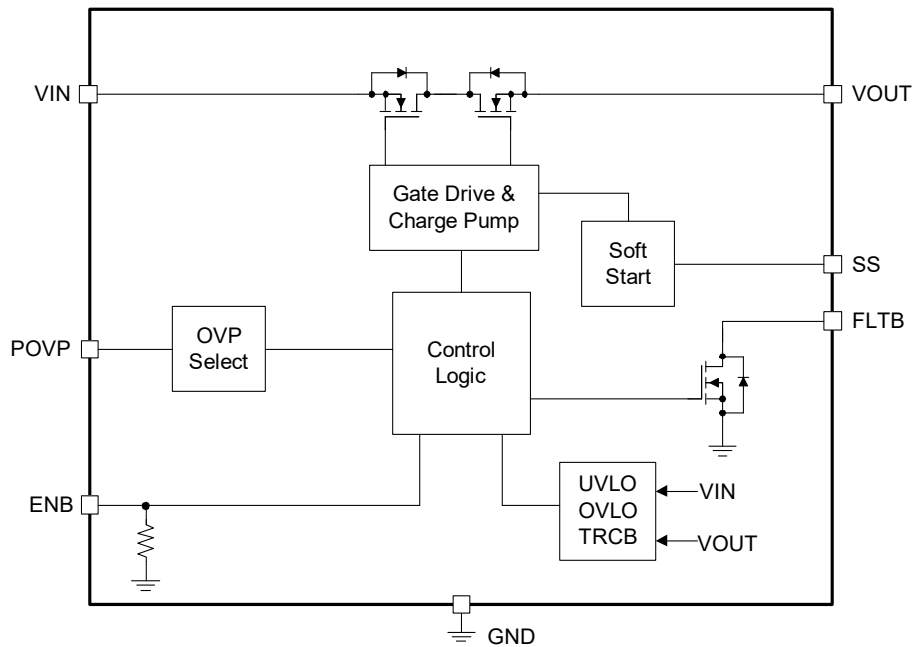 VIN
VOUT
Gate Drive &
Charge Pump
Soft
Start
SS
FLTB
POVP
OVP
Select
Control
Logic
ENB
UVLO
OVLO
TRCB
VIN
VOUT
GND